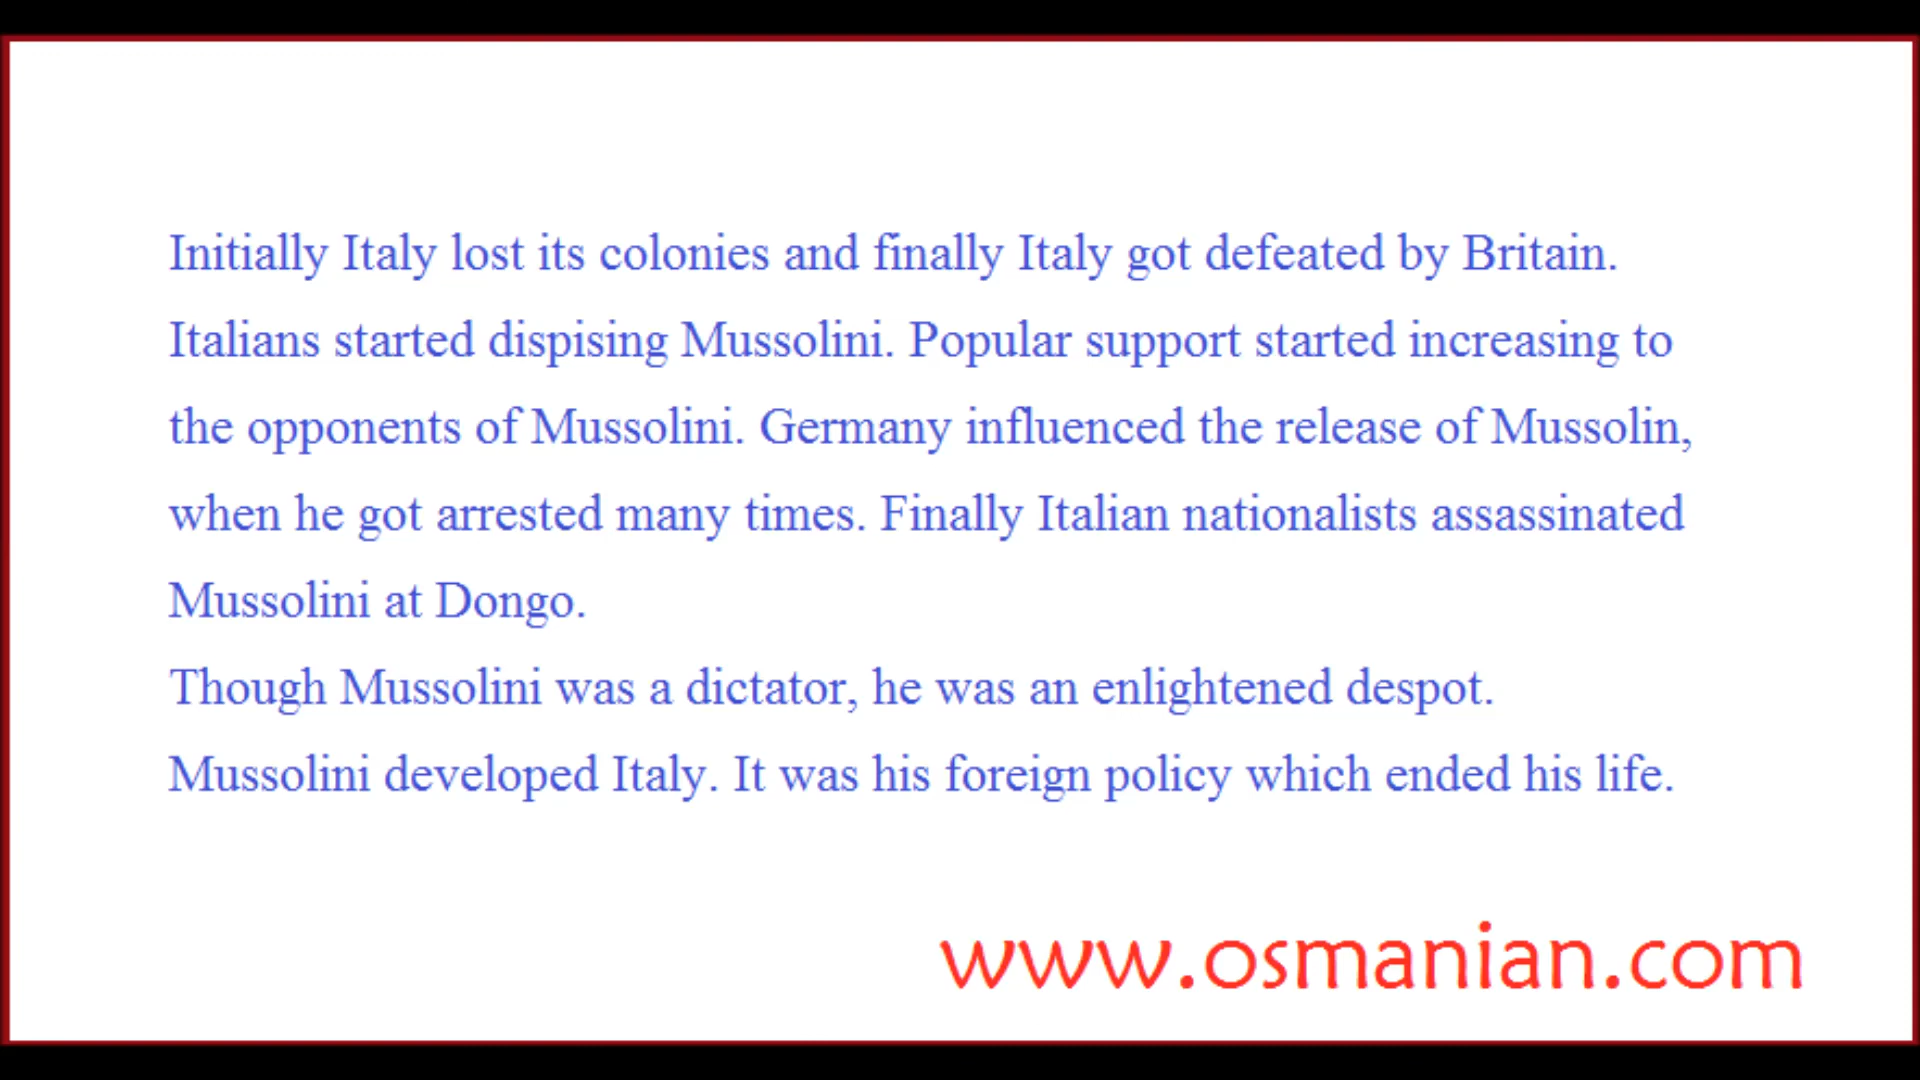 Initially Italy lost its colonies and finally Italy got defeated by Britain.
Italians started dispising Mussolini. Popular support started increasing to
the opponents of Mussolini. Germany influenced the release of Mussolin,
when he got arrested many times. Finally Italian nationalists assassinated
Mussolini at Dongo.
Though Mussolini was a dictator, he was an enlightened despot.
Mussolini developed Italy. It was his foreign policy which ended his life.
www.osmanian.com